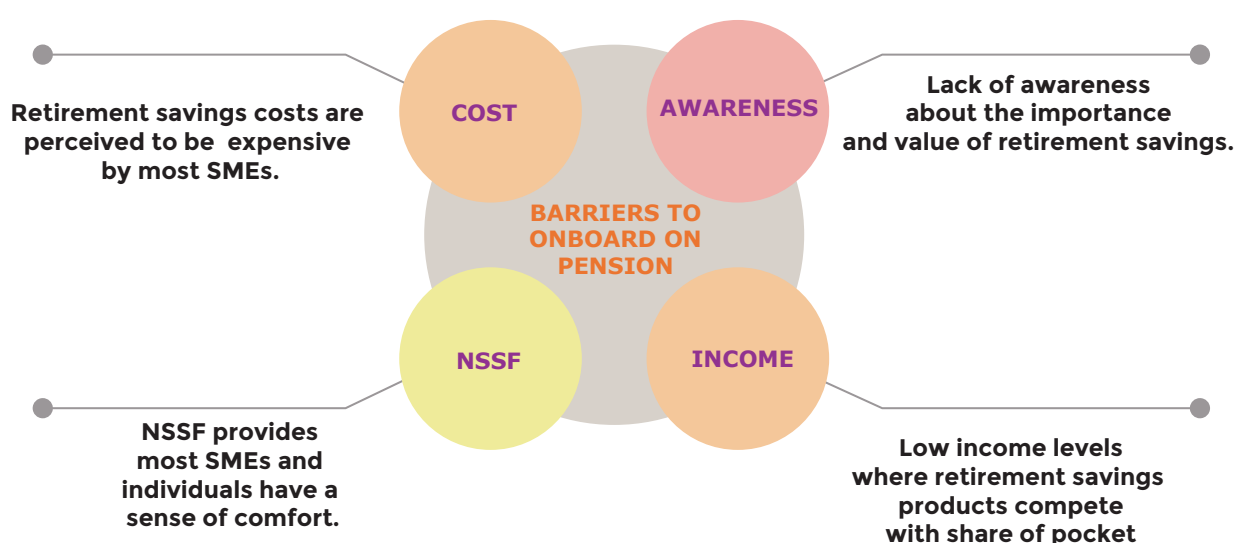 COST
Retirement savings costs are
perceived to be expensive
by most SMEs.
AWARENESS
Lack of awareness
about the importance
and value of retirement savings.
BARRIERS TO
ONBOARD ON
PENSION
NSSF
NSSF provides
most SMEs and
individuals have a
sense of comfort.
INCOME
Low income levels
where retirement savings
products compete
with share of pocket